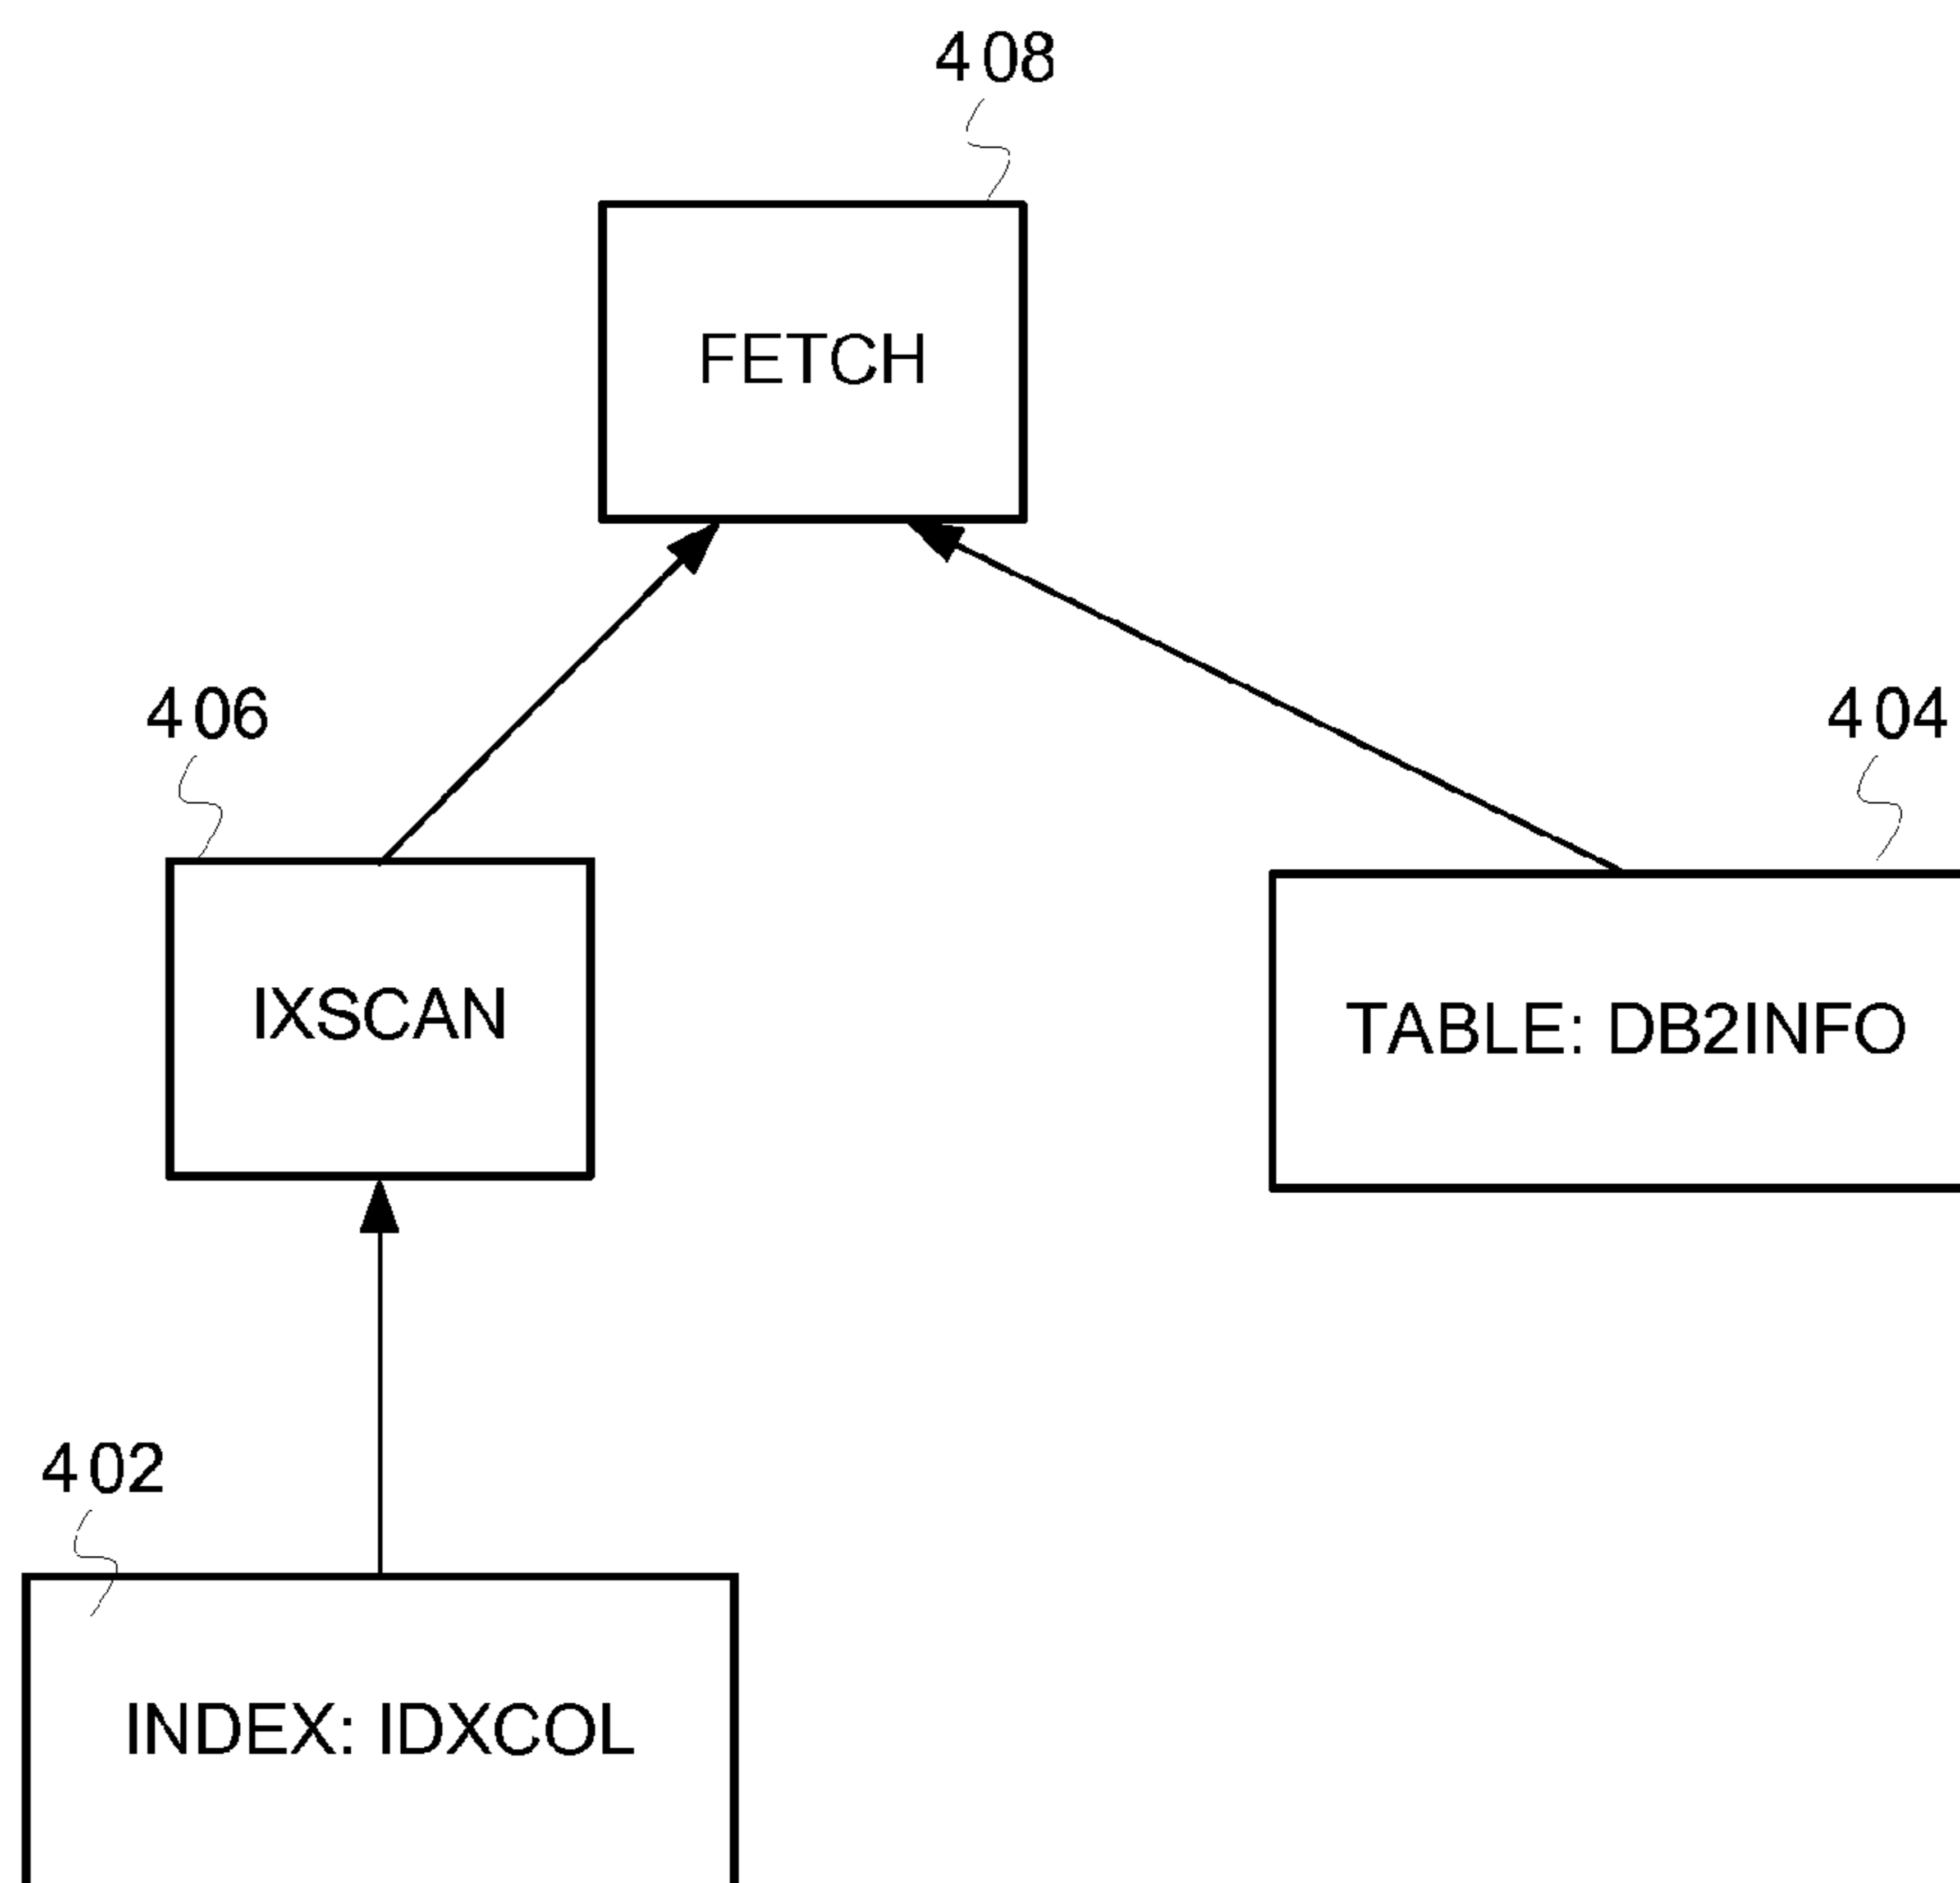 408
FETCH
406
404
IXSCAN
TABLE: DB2INFO
402
INDEX: IDXCOL